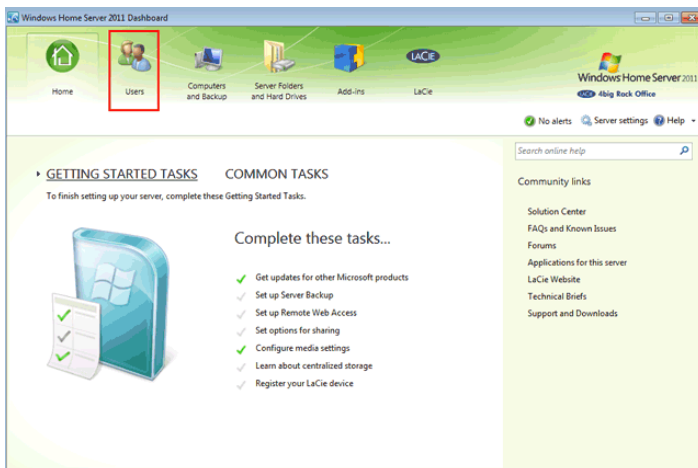 Windows Home Server 2011 Dashboard
Home
Users
Computers
and Backup
Server Folders
and Hard Drives
Add-ins
LaCie
LACIE
Windows Home Server 2011
LACIE 4big Rack Office
No alerts Server settings Help
GETTING STARTED TASKS COMMON TASKS
To finish setting up your server, complete these Getting Started Tasks.
Complete these tasks...
Get updates for other Microsoft products
Set up Server Backup
Set up Remote Web Access
Set options for sharing
Configure media settings
Learn about centralized storage
Register your LaCie device
Search online help
Community links
Solution Center
FAQs and Known Issues
Forums
Applications for this server
LaCie Website
Technical Briefs
Support and Downloads